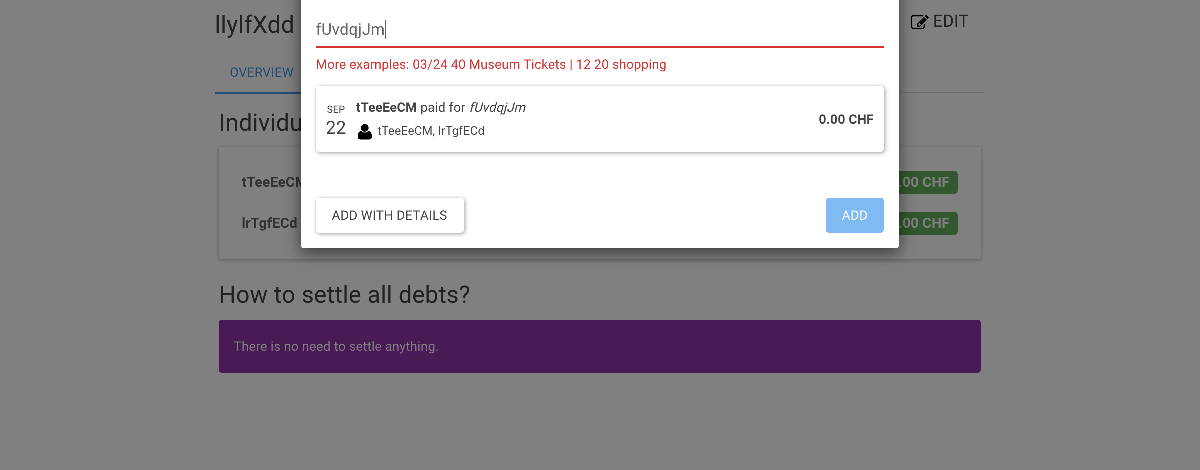 llylfXdd
EDIT
fUvdqjJm
More examples: 03/24 40 Museum Tickets | 12 20 shopping
OVERVIEW
SEP
22
tTeeEeCM paid for fUvdqjJm
tTeeEeCM, lrTgfECd
0.00 CHF
Individu
tTeeEeCM
.00 CHF
ADD WITH DETAILS
ADD
lrTgfECd
.00 CHF
How to settle all debts?
There is no need to settle anything.